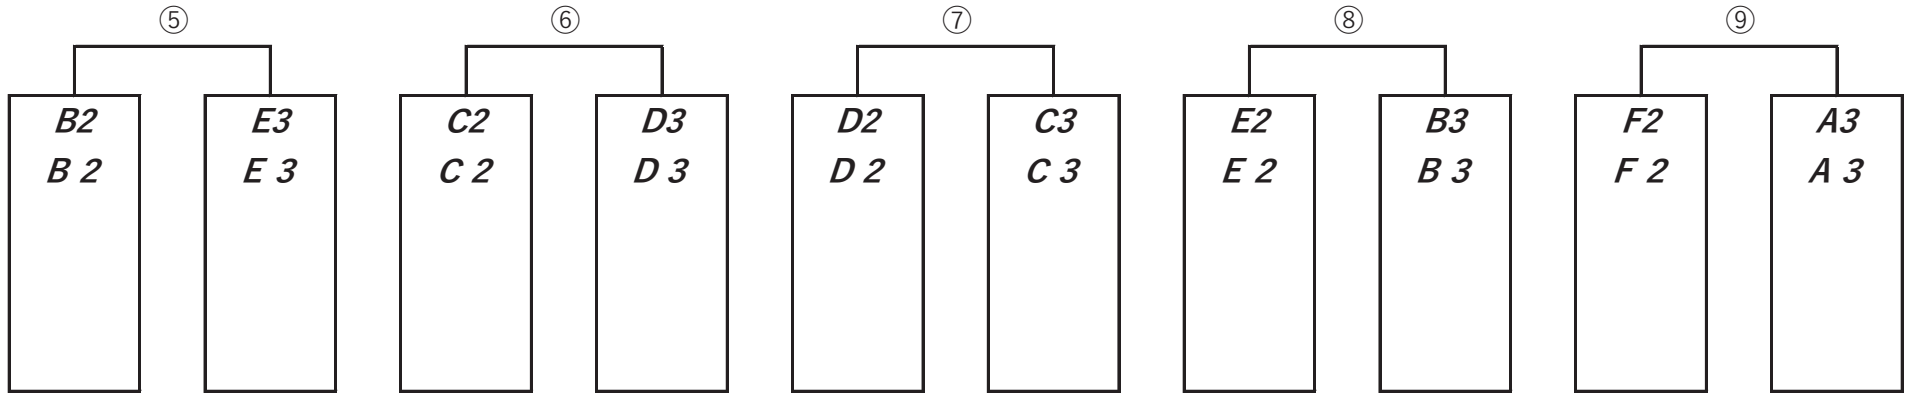 ⑤ ⑥ ⑦ ⑧ ⑨
B2 E3 C2 D3 D2 C3 E2 B3 F2 A3
B 2 E 3 C 2 D 3 D 2 C 3 E 2 B 3 F 2 A 3